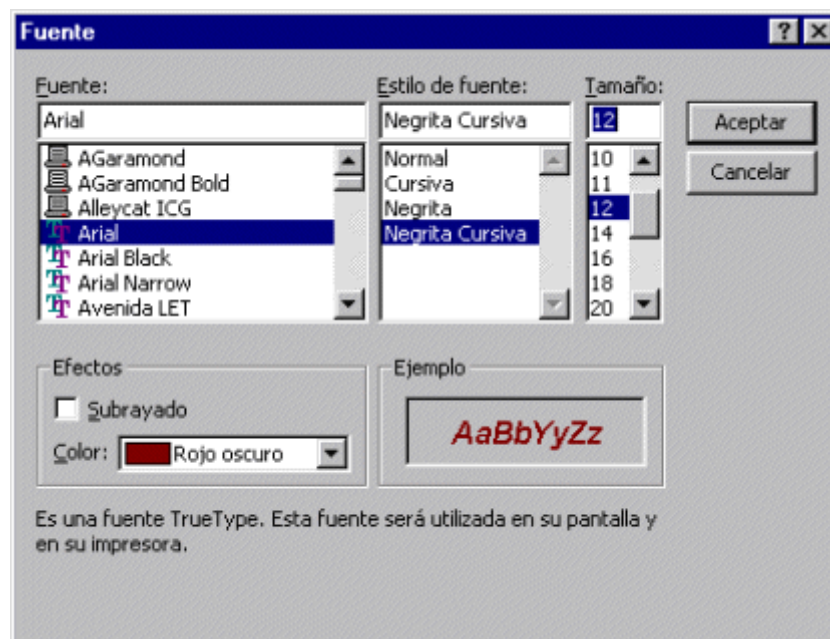 Fuente
Fuente:
Estilo de fuente:
Tamaño:
Arial
Negrita Cursiva
12
Aceptar
Cancelar
AGaramond
AGaramond Bold
Alleycat ICG
Arial
Arial Black
Arial Narrow
Avenida LET
Normal
Cursiva
Negrita
Negrita Cursiva
10
11
12
14
16
18
20
Efectos
Subrayado
Color:
Rojo oscuro
Ejemplo
AaBbYyZz
Es una fuente TrueType. Esta fuente será utilizada en su pantalla y
en su impresora.